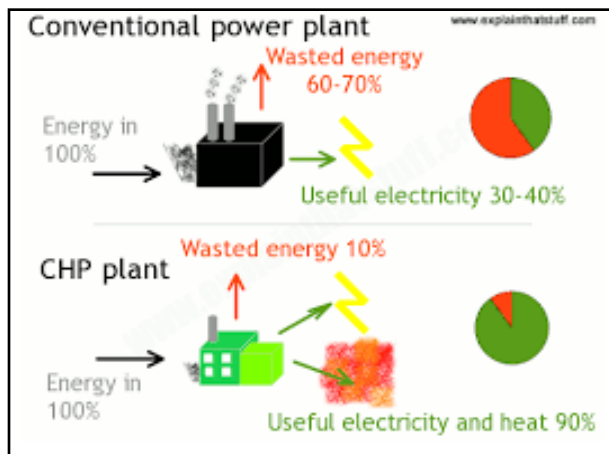 Conventional power plant
www.explainthatstuff.com
Wasted energy
60-70%
Energy in
100%
Useful electricity 30-40%
Wasted energy 10%
CHP plant
Energy in
100%
Useful electricity and heat 90%